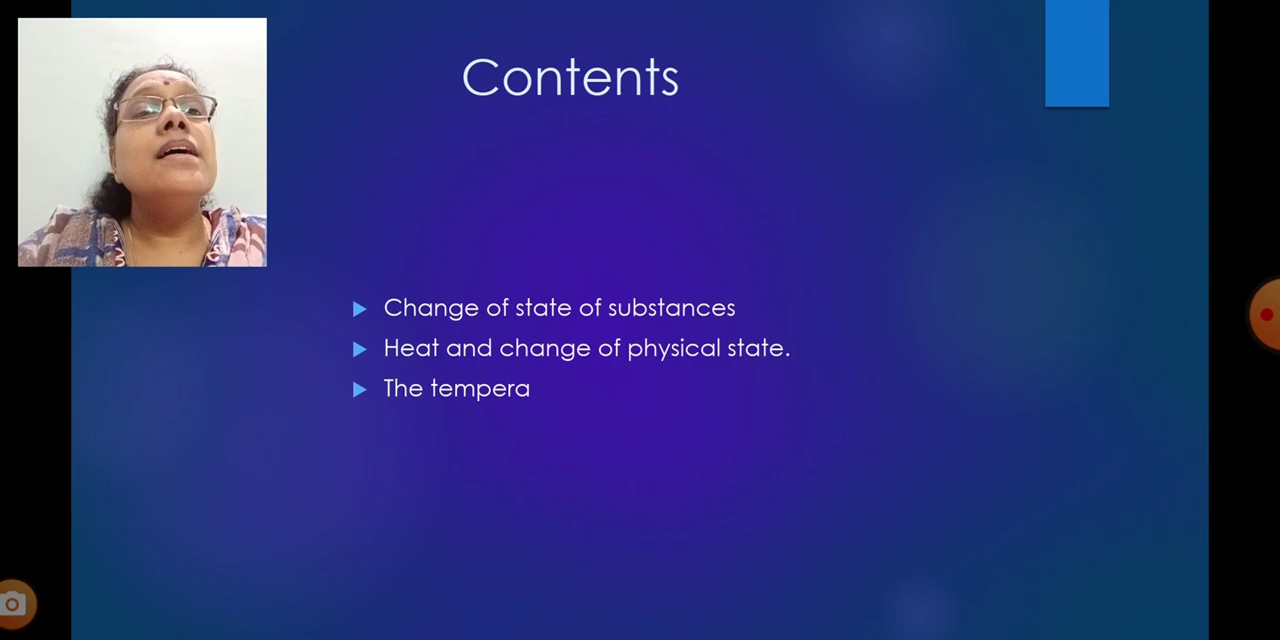 Contents
Change of state of substances
Heat and change of physical state.
The tempera